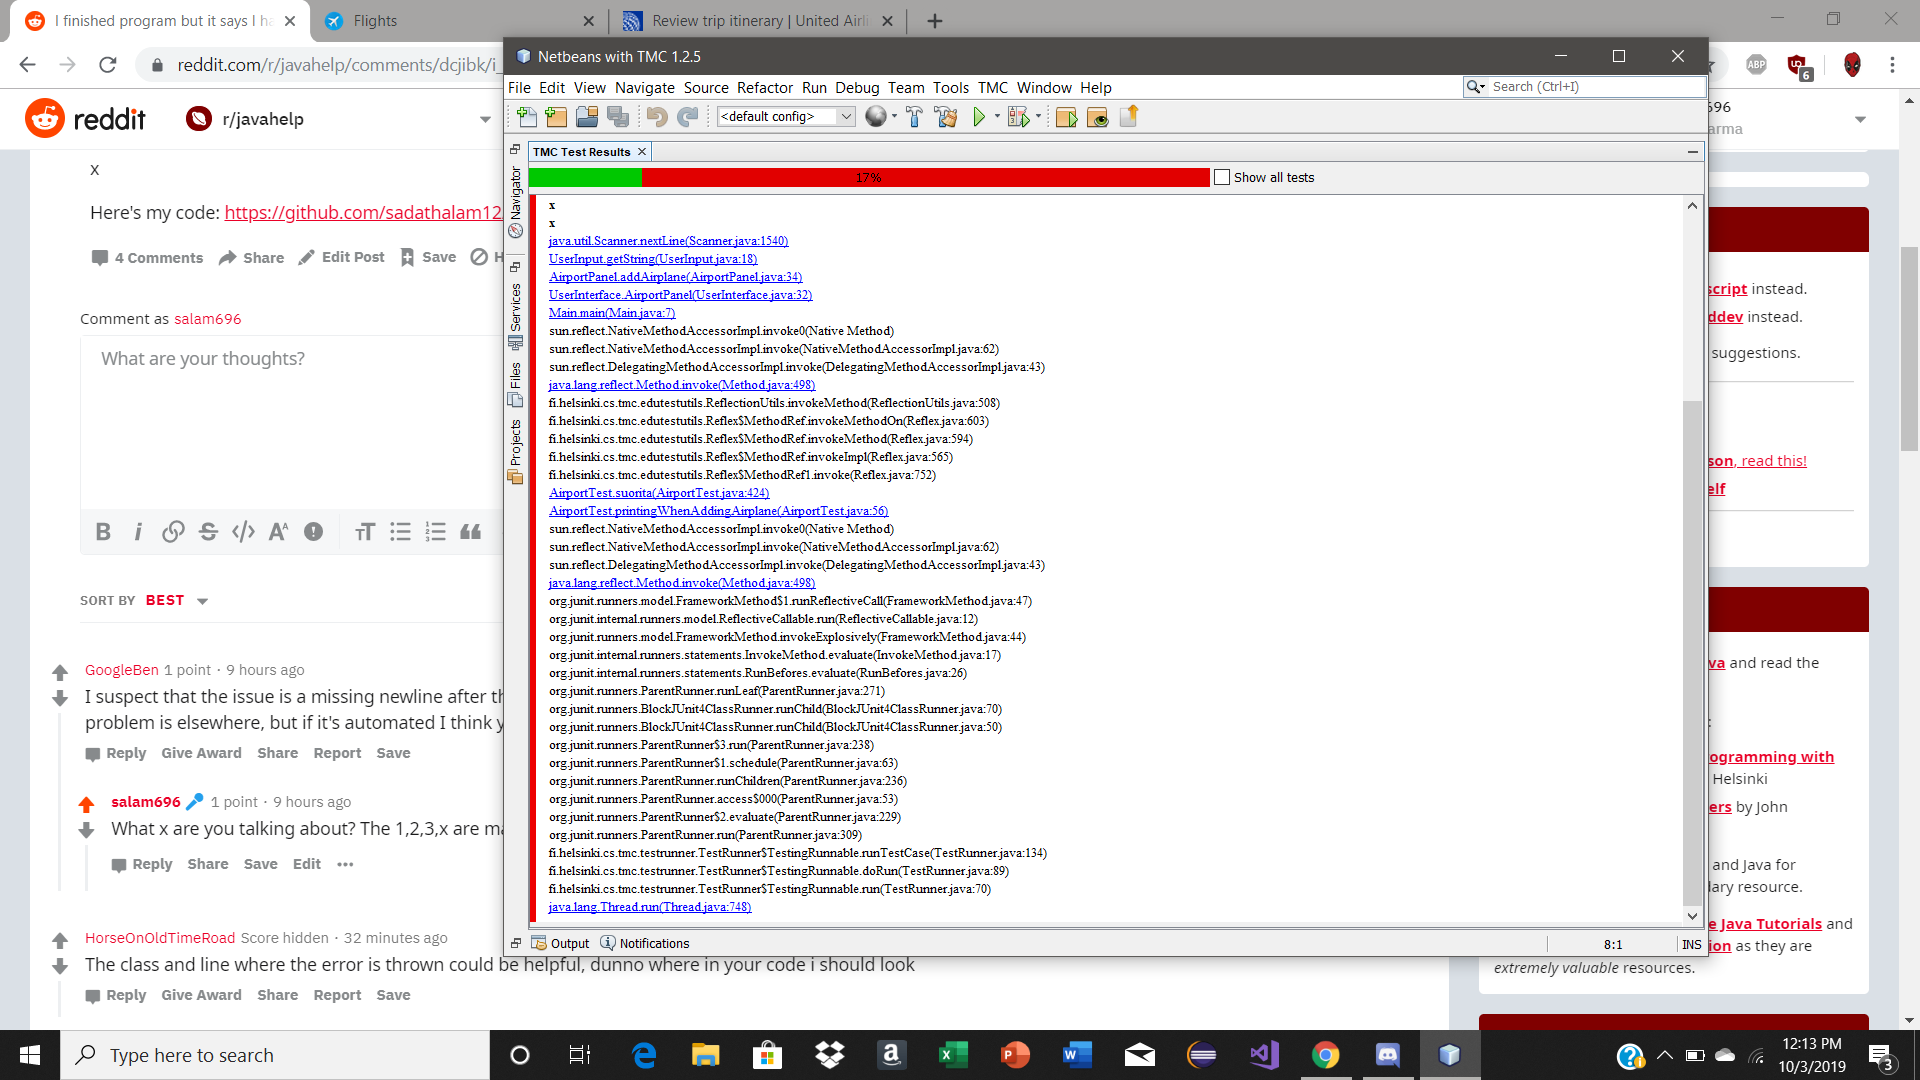 I finished program but it says I ha
Flights
Review trip itinerary | United Airl
reddit.com/r/javahelp/comments/dcjibk/i_
ABP
6
reddit
r/javahelp
696
arma
x
Here's my code: https://github.com/sadathalam12
4 Comments
Share
Edit Post
Save
H
Comment as salam696
What are your thoughts?
SORT BY BEST
GoogleBen 1 point · 9 hours ago
I suspect that the issue is a missing newline after th
problem is elsewhere, but if it's automated I think y
Reply Give Award Share Report Save
salam696 1 point · 9 hours ago
What x are you talking about? The 1,2,3,x are ma
Reply Share Save Edit
HorseOnOldTimeRoad Score hidden · 32 minutes ago
The class and line where the error is thrown could be helpful, dunno where in your code i should look
Reply Give Award Share Report Save
Netbeans with TMC 1.2.5
File Edit View Navigate Source Refactor Run Debug Team Tools TMC Window Help
Search (Ctrl+I)
<default config>
TMC Test Results
17%
Show all tests
Navigator
Services
Files
Projects
x
x
java.util.Scanner.nextLine(Scanner.java:1540)
UserInput.getString(UserInput.java:18)
AirportPanel.addAirplane(AirportPanel.java:34)
UserInterface.AirportPanel(UserInterface.java:32)
Main.main(Main.java:7)
sun.reflect.NativeMethodAccessorImpl.invoke0(Native Method)
sun.reflect.NativeMethodAccessorImpl.invoke(NativeMethodAccessorImpl.java:62)
sun.reflect.DelegatingMethodAccessorImpl.invoke(DelegatingMethodAccessorImpl.java:43)
java.lang.reflect.Method.invoke(Method.java:498)
fi.helsinki.cs.tmc.edutestutils.ReflectionUtils.invokeMethod(ReflectionUtils.java:508)
fi.helsinki.cs.tmc.edutestutils.Reflex$MethodRef.invokeMethodOn(Reflex.java:603)
fi.helsinki.cs.tmc.edutestutils.Reflex$MethodRef.invokeMethod(Reflex.java:594)
fi.helsinki.cs.tmc.edutestutils.Reflex$MethodRef.invokeImpl(Reflex.java:565)
fi.helsinki.cs.tmc.edutestutils.Reflex$MethodRef1.invoke(Reflex.java:752)
AirportTest.suorita(AirportTest.java:424)
AirportTest.printingWhenAddingAirplane(AirportTest.java:56)
sun.reflect.NativeMethodAccessorImpl.invoke0(Native Method)
sun.reflect.NativeMethodAccessorImpl.invoke(NativeMethodAccessorImpl.java:62)
sun.reflect.DelegatingMethodAccessorImpl.invoke(DelegatingMethodAccessorImpl.java:43)
java.lang.reflect.Method.invoke(Method.java:498)
org.junit.runners.model.FrameworkMethod$1.runReflectiveCall(FrameworkMethod.java:47)
org.junit.internal.runners.model.ReflectiveCallable.run(ReflectiveCallable.java:12)
org.junit.runners.model.FrameworkMethod.invokeExplosively(FrameworkMethod.java:44)
org.junit.internal.runners.statements.InvokeMethod.evaluate(InvokeMethod.java:17)
org.junit.internal.runners.statements.RunBefores.evaluate(RunBefores.java:26)
org.junit.runners.ParentRunner.runLeaf(ParentRunner.java:271)
org.junit.runners.BlockJUnit4ClassRunner.runChild(BlockJUnit4ClassRunner.java:70)
org.junit.runners.BlockJUnit4ClassRunner.runChild(BlockJUnit4ClassRunner.java:50)
org.junit.runners.ParentRunner$3.run(ParentRunner.java:238)
org.junit.runners.ParentRunner$1.schedule(ParentRunner.java:63)
org.junit.runners.ParentRunner.runChildren(ParentRunner.java:236)
org.junit.runners.ParentRunner.access$000(ParentRunner.java:53)
org.junit.runners.ParentRunner$2.evaluate(ParentRunner.java:229)
org.junit.runners.ParentRunner.run(ParentRunner.java:309)
fi.helsinki.cs.tmc.testrunner.TestRunner$TestingRunnable.runTestCase(TestRunner.java:134)
fi.helsinki.cs.tmc.testrunner.TestRunner$TestingRunnable.doRun(TestRunner.java:89)
fi.helsinki.cs.tmc.testrunner.TestRunner$TestingRunnable.run(TestRunner.java:70)
java.lang.Thread.run(Thread.java:748)
Output
Notifications
8:1
INS
script instead.
ddev instead.
suggestions.
son, read this!
elf
va and read the
:
ogramming with
Helsinki
ers by John
and Java for
lary resource.
e Java Tutorials and
ion as they are
extremely valuable resources.
Type here to search
12:13 PM
10/3/2019
3